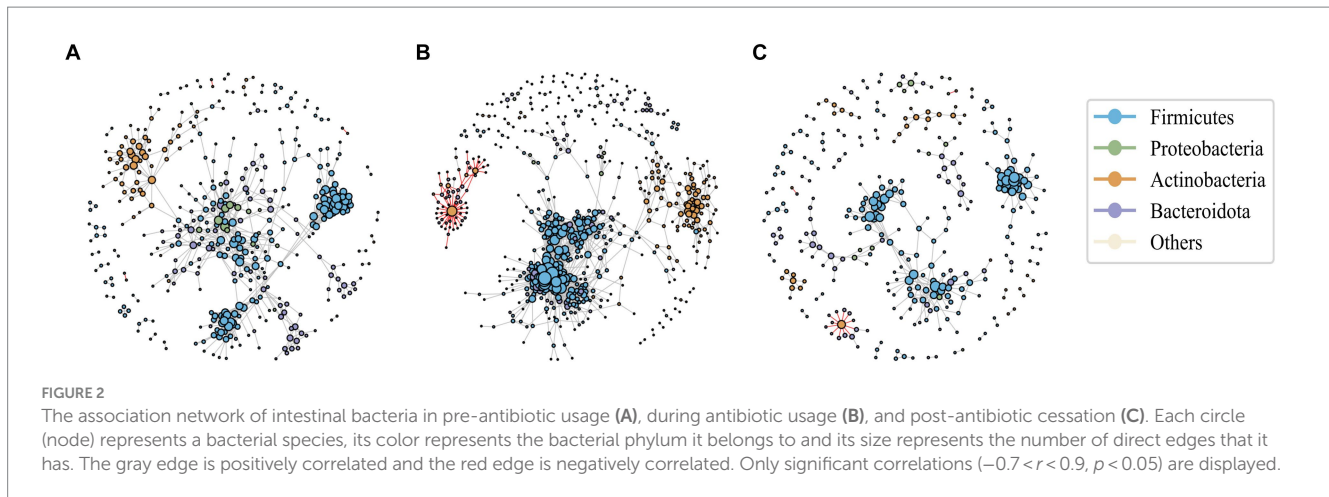 A
B
C
Firmicutes
Proteobacteria
Actinobacteria
Bacteroidota
Others
FIGURE 2
The association network of intestinal bacteria in pre-antibiotic usage (A), during antibiotic usage (B), and post-antibiotic cessation (C). Each circle
(node) represents a bacterial species, its color represents the bacterial phylum it belongs to and its size represents the number of direct edges that it
has. The gray edge is positively correlated and the red edge is negatively correlated. Only significant correlations (−0.7 < r < 0.9, p < 0.05) are displayed.